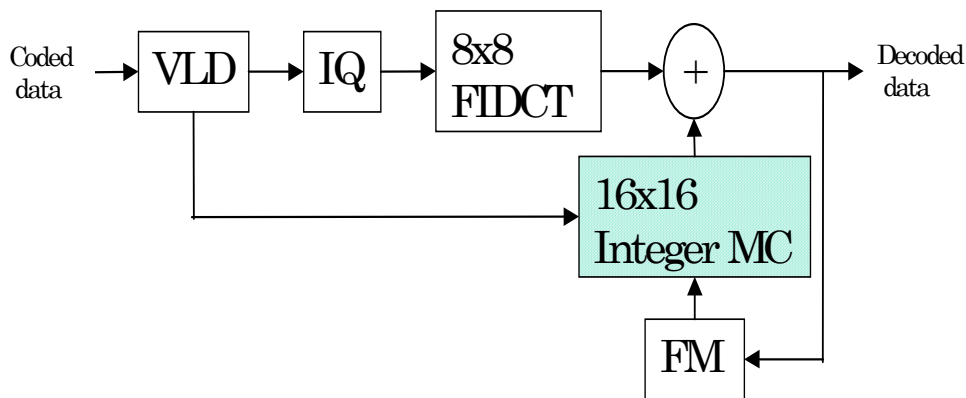 Coded
data
VLD
IQ
8x8
FIDCT
+
Decoded
data
16x16
Integer MC
FM